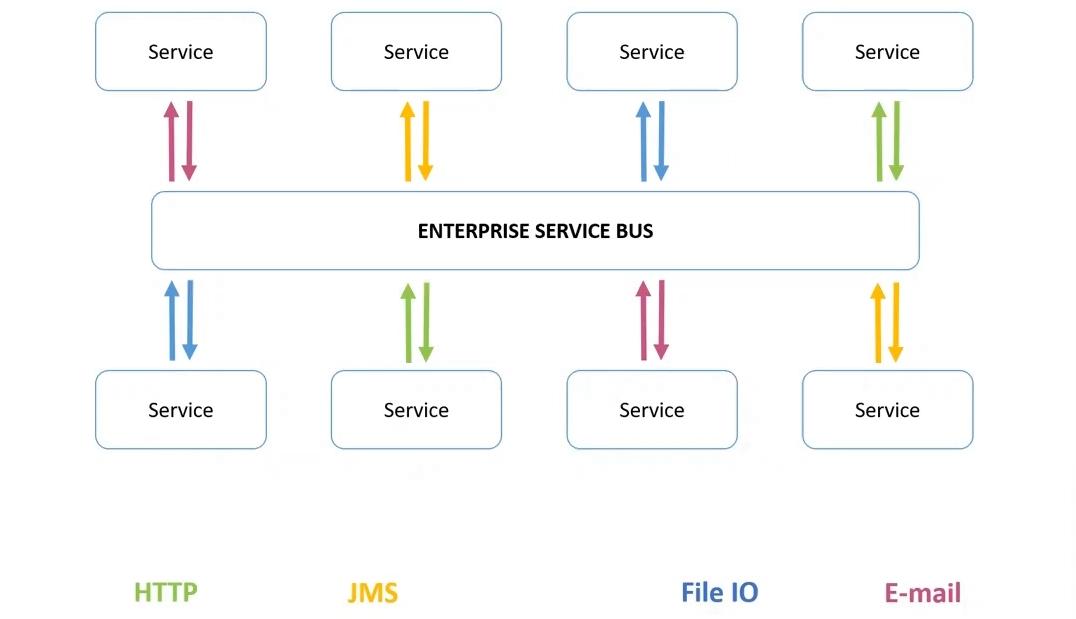 Service
Service
Service
Service
ENTERPRISE SERVICE BUS
Service
Service
Service
Service
HTTP
JMS
File IO
E-mail